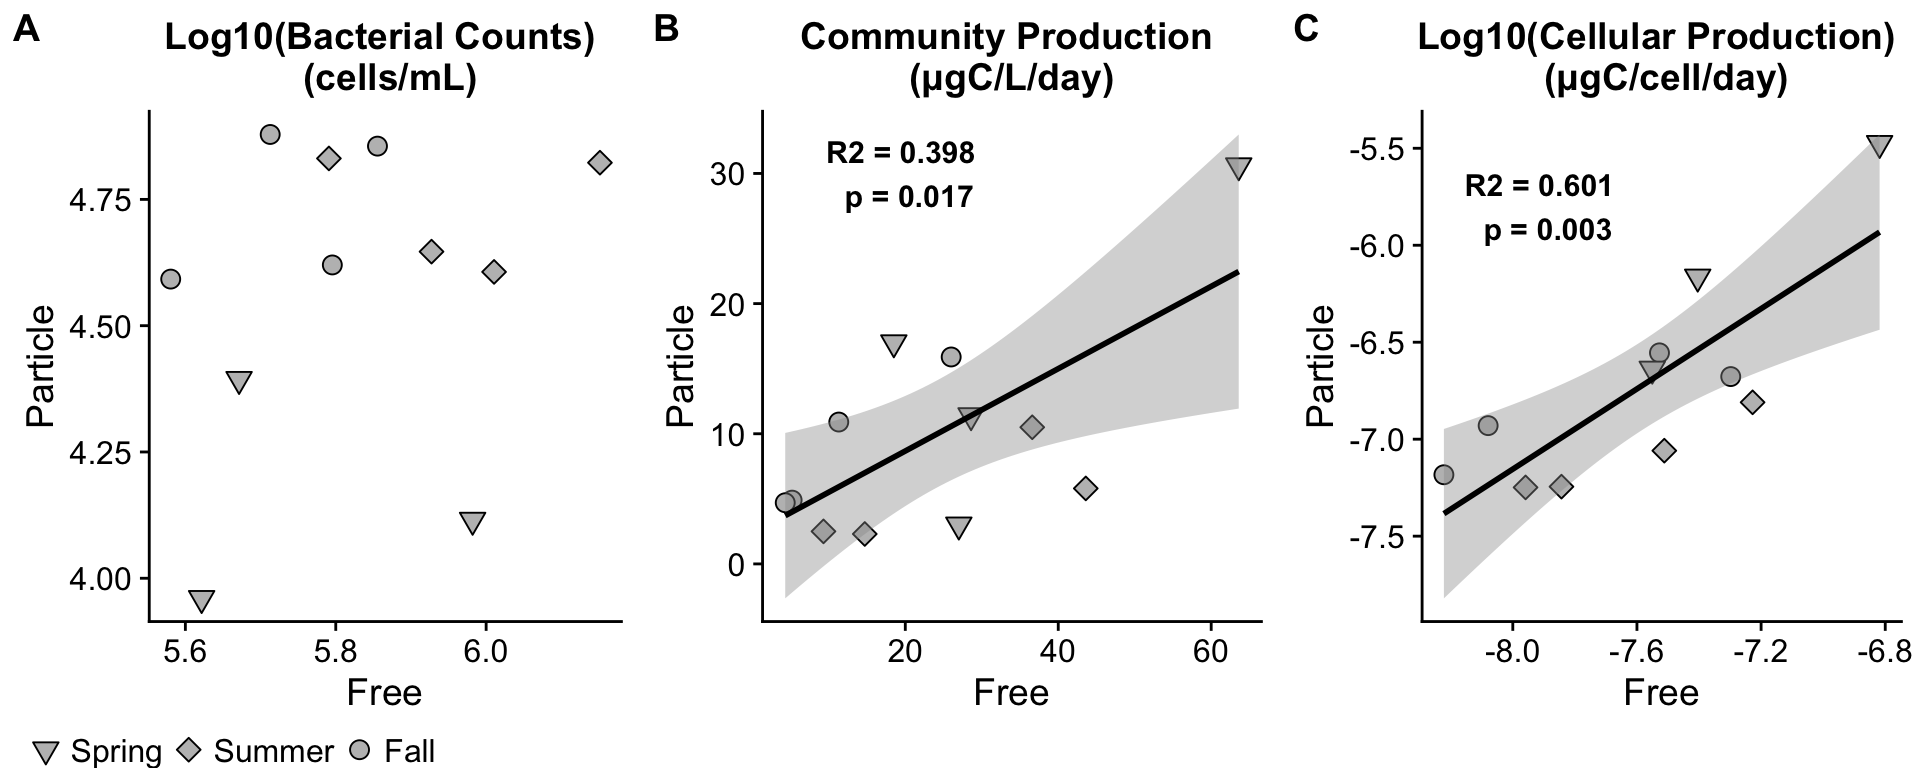 A
Log10(Bacterial Counts)
(cells/mL)
4.75
4.50
4.25
4.00
Particle
5.6 5.8 6.0
Free
B
Community Production
(µgC/L/day)
R2 = 0.398
p = 0.017
30
20
10
0
Particle
20 40 60
Free
C
Log10(Cellular Production)
(µgC/cell/day)
R2 = 0.601
p = 0.003
-5.5
-6.0
-6.5
-7.0
-7.5
Particle
-8.0 -7.6 -7.2 -6.8
Free
Spring Summer Fall